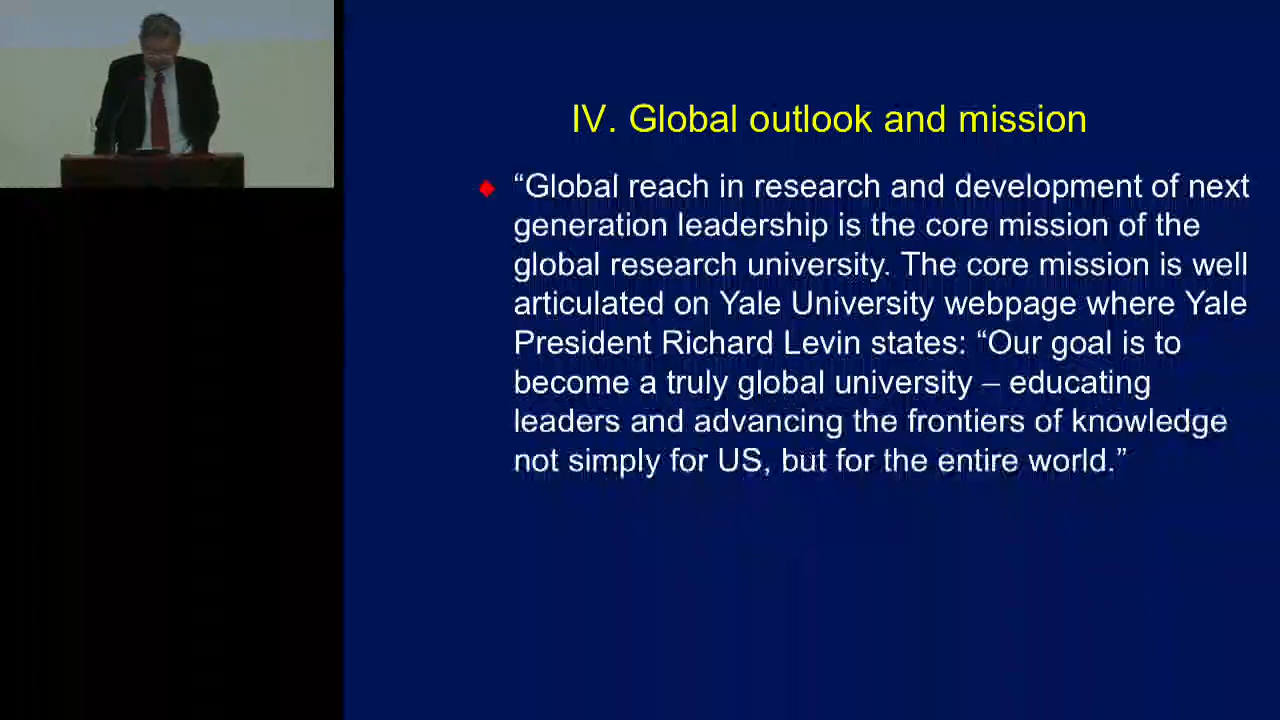 IV. Global outlook and mission
“Global reach in research and development of next
generation leadership is the core mission of the
global research university. The core mission is well
articulated on Yale University webpage where Yale
President Richard Levin states: “Our goal is to
become a truly global university – educating
leaders and advancing the frontiers of knowledge
not simply for US, but for the entire world.”